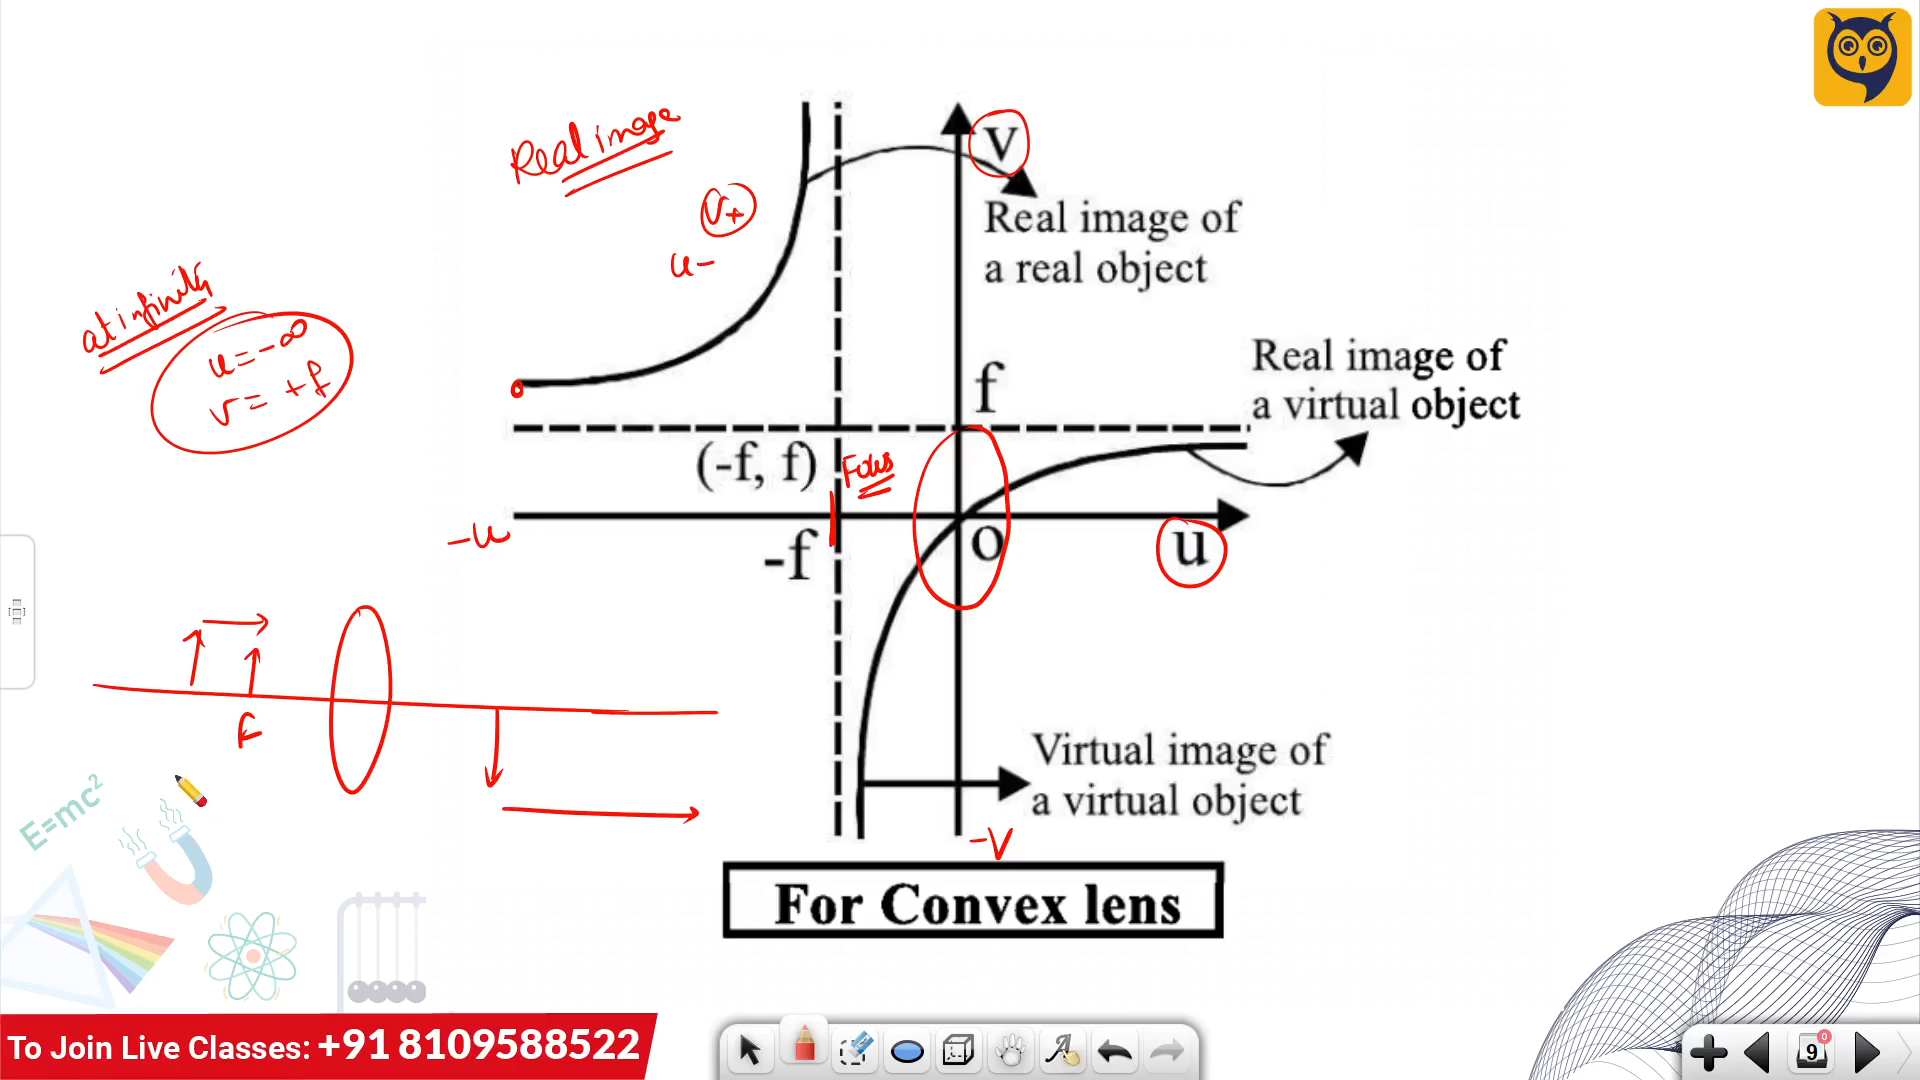 Real image
V
V+
u-
Real image of
a real object
at infinity
u = -∞
v = +f
Real image of
a virtual object
f
(-f, f)
Focus
-u
-f
o
u
F
Virtual image of
a virtual object
-V
E=mc²
For Convex lens
To Join Live Classes: +91 8109588522
A
9
0